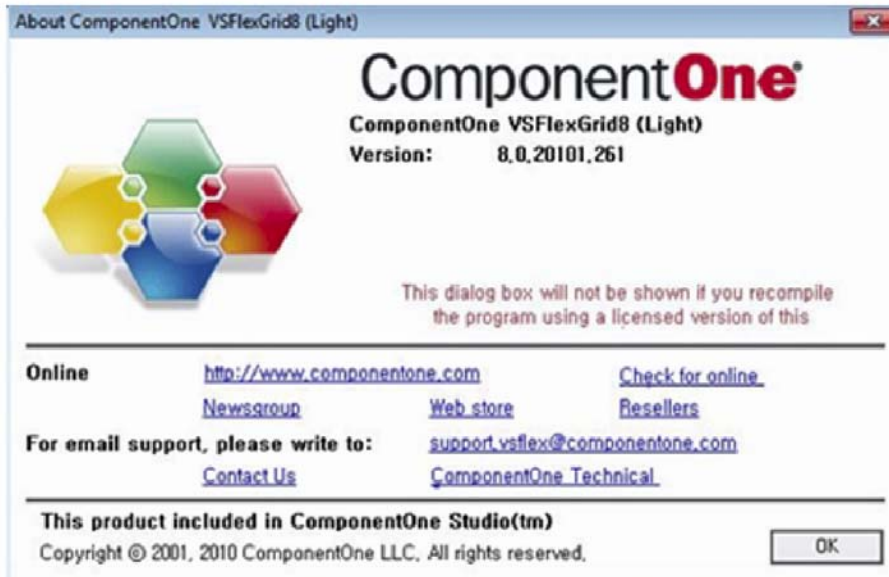 About ComponentOne VSFlexGrid8 (Light)
ComponentOne
ComponentOne VSFlexGrid8 (Light)
Version: 8.0.20101.261
This dialog box will not be shown if you recompile
the program using a licensed version of this
Online http://www.componentone.com Check for online
Newsgroup Web store Resellers
For email support, please write to: support.vsflex@componentone.com
Contact Us ComponentOne Technical
This product included in ComponentOne Studio(tm)
Copyright © 2001, 2010 ComponentOne LLC. All rights reserved.
OK